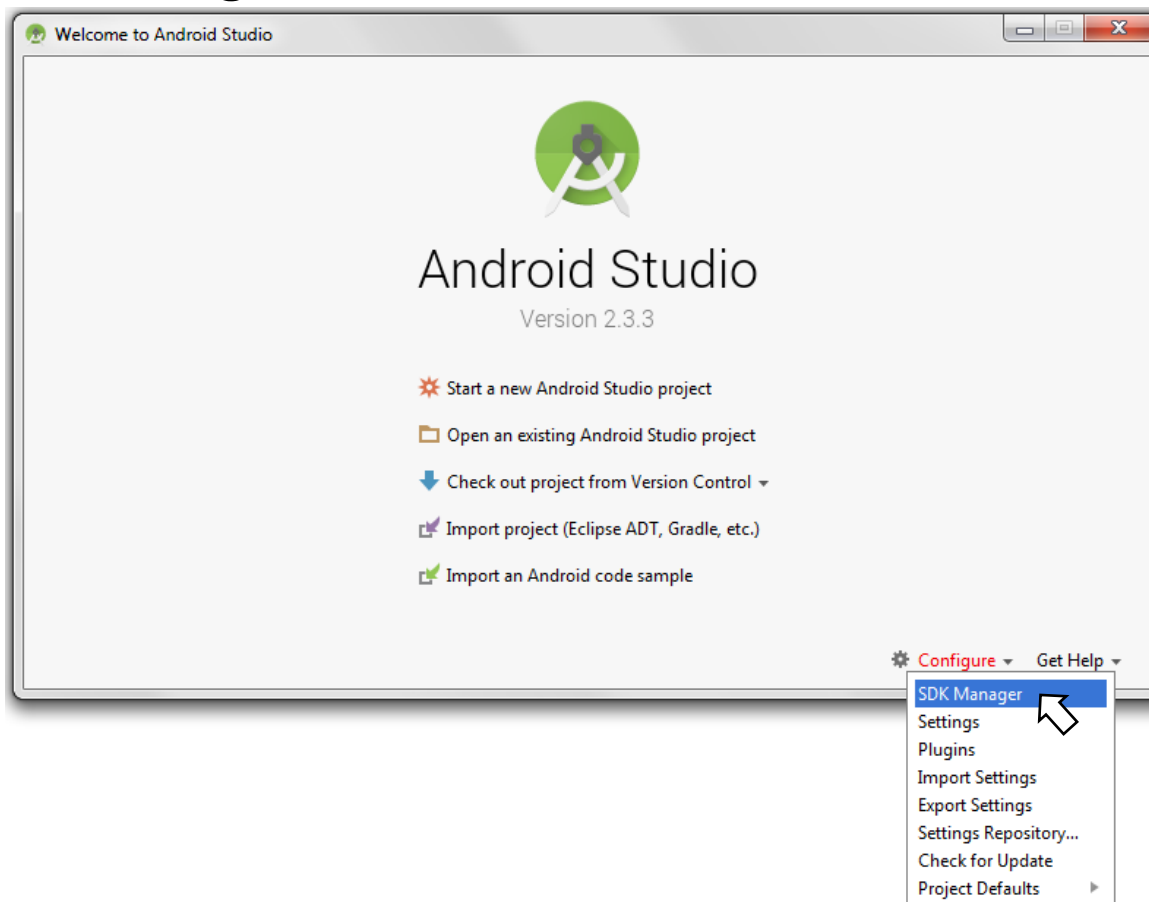 Welcome to Android Studio
Android Studio
Version 2.3.3
Start a new Android Studio project
Open an existing Android Studio project
Check out project from Version Control
Import project (Eclipse ADT, Gradle, etc.)
Import an Android code sample
Configure Get Help
SDK Manager
Settings
Plugins
Import Settings
Export Settings
Settings Repository...
Check for Update
Project Defaults